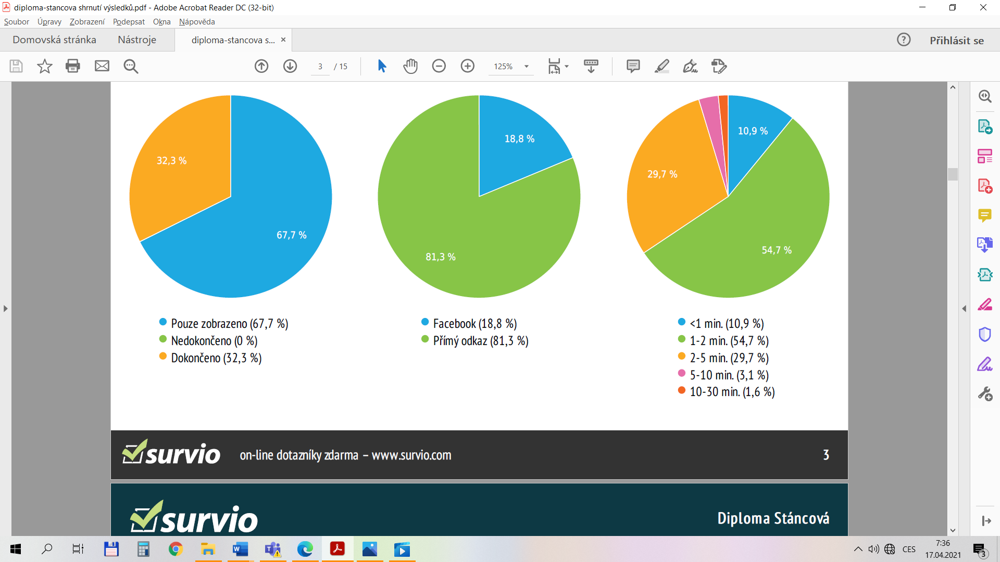 diploma-stancova shrnutí výsledků.pdf - Adobe Acrobat Reader DC (32-bit)
Soubor Úpravy Zobrazení Podepsat Okna Nápověda
Domovská stránka Nástroje diploma-stancova s... Přihlásit se
3 / 15 125%
32,3 %
67,7 %
18,8 %
81,3 %
10,9 %
29,7 %
54,7 %
Pouze zobrazeno (67,7 %)
Nedokončeno (0 %)
Dokončeno (32,3 %)
Facebook (18,8 %)
Přímý odkaz (81,3 %)
<1 min. (10,9 %)
1-2 min. (54,7 %)
2-5 min. (29,7 %)
5-10 min. (3,1 %)
10-30 min. (1,6 %)
survio on-line dotazníky zdarma – www.survio.com 3
survio Diploma Stáncová
CES
7:36
17.04.2021
3